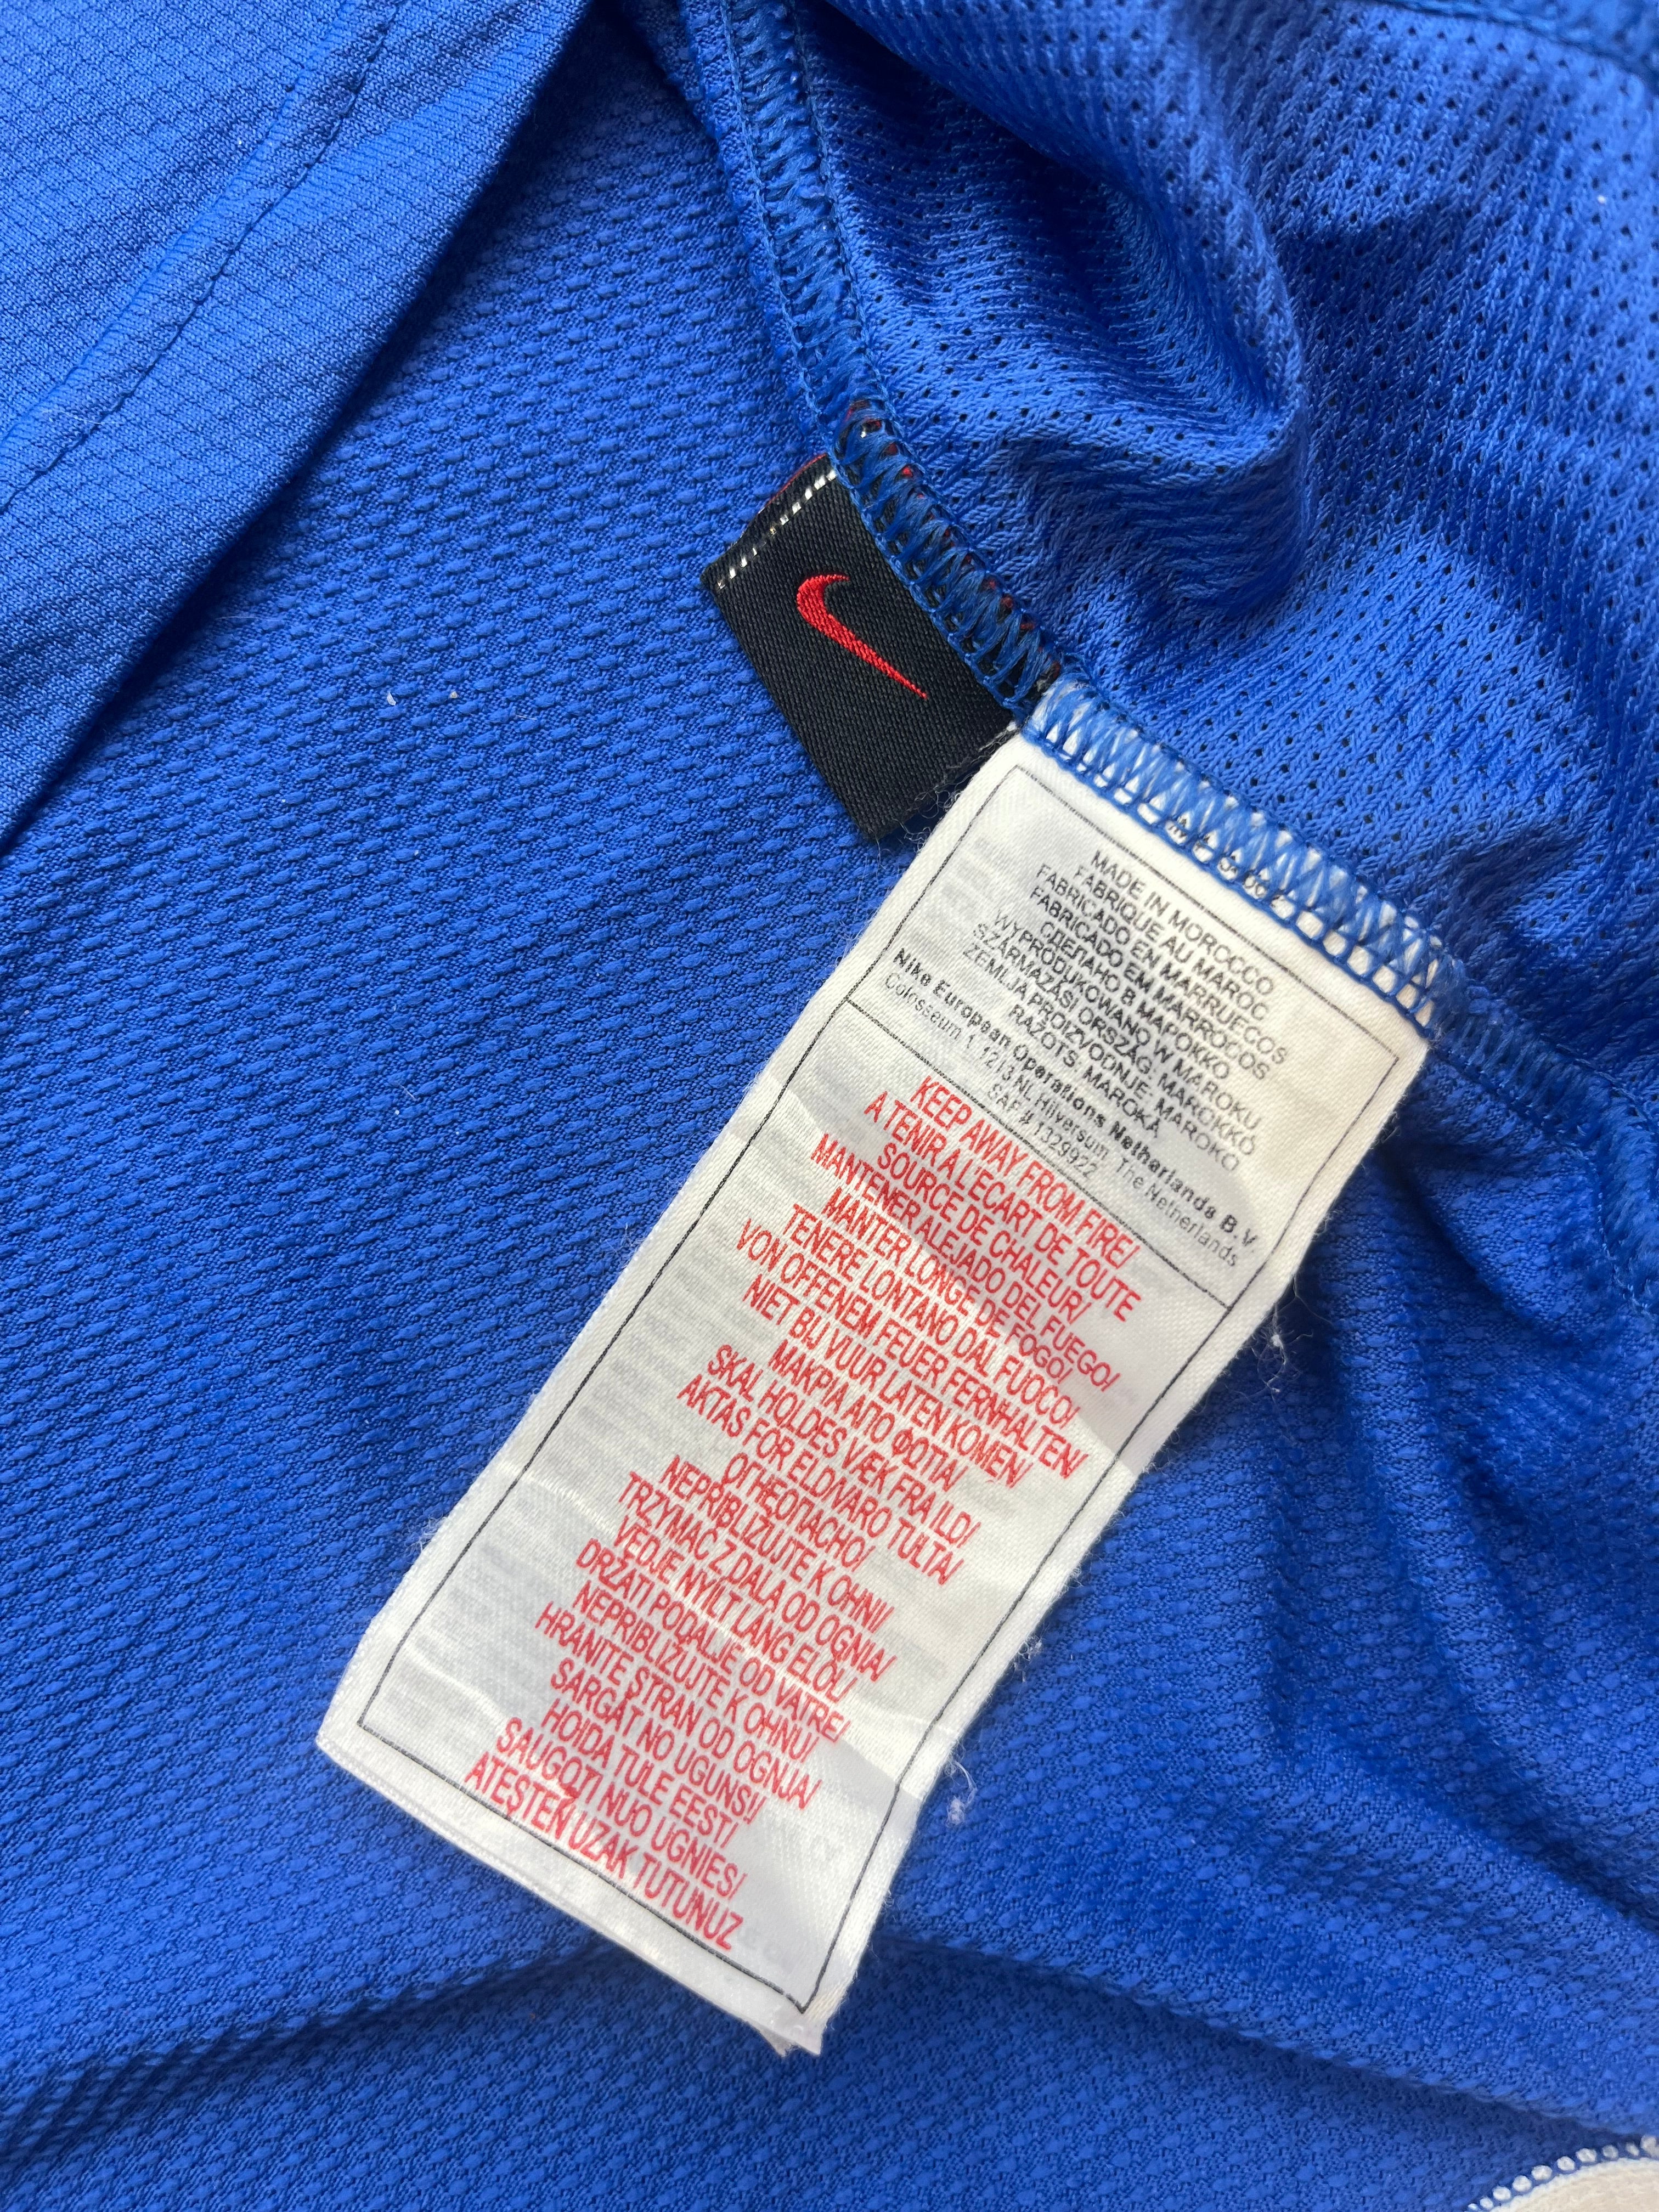 MADE IN MOROCCO
FABRIQUE AU MAROC
FABRICADO EN MARRUECOS
FABRICADO EM MARROCOS
СДЕЛАНО В МАРОККО
WYPRODUKOWANO W MAROKU
SZÁRMAZÁSI ORSZÁG: MAROKKÓ
ZEMLJA PROIZVODNJE: MAROKO
RAŽOTS: MAROKĀ
Nike European Operations Netherlands B.V.
Colosseum 1, 1213 NL Hilversum, The Netherlands
SAP # 1329922
KEEP AWAY FROM FIRE/
A TENIR A L'ECART DE TOUTE
SOURCE DE CHALEUR/
MANTENER ALEJADO DEL FUEGO/
MANTER LONGE DE FOGO/
TENERE LONTANO DAL FUOCO/
VON OFFENEM FEUER FERNHALTEN/
NIET BIJ VUUR LATEN KOMEN/
ΜΑΚΡΙΑ ΑΠΟ ΦΩΤΙΑ/
SKAL HOLDES VÆK FRA ILD/
AKTAS FÖR ELD/VARO TULTA/
ОГНЕОПАСНО/
NEPRIBLIŽUJTE K OHNI/
TRZYMAĆ Z DALA OD OGNIA/
VÉDJE NYÍLT LÁNG ELŐL/
DRŽATI PODALJE OD VATRE/
NEPRIBLIŽUJTE K OHŇU/
HRANITE STRAN OD OGNJA/
SARGĀT NO UGUNS!/
HOIDA TULE EEST/
SAUGOTI NUO UGNIES/
ATEŞTEN UZAK TUTUNUZ